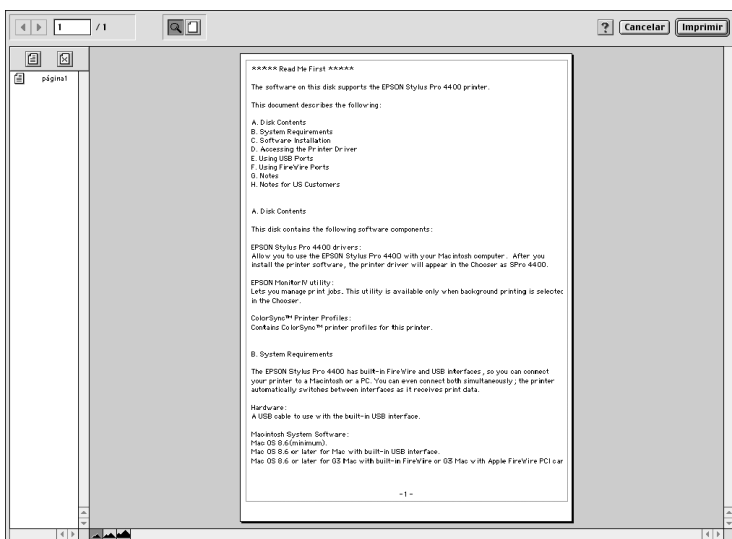 1 / 1
? Cancelar Imprimir
página1
***** Read Me First *****
The software on this disk supports the EPSON Stylus Pro 4400 printer.
This document describes the following:
A. Disk Contents
B. System Requirements
C. Software Installation
D. Accessing the Printer Driver
E. Using USB Ports
F. Using FireWire Ports
G. Notes
H. Notes for US Customers
A. Disk Contents
This disk contains the following software components:
EPSON Stylus Pro 4400 drivers:
Allow you to use the EPSON Stylus Pro 4400 with your Macintosh computer. After you
install the printer software, the printer driver will appear in the Chooser as SPro 4400.
EPSON MonitorIV utility:
Lets you manage print jobs. This utility is available only when background printing is selected
in the Chooser.
ColorSync™ Printer Profiles:
Contains ColorSync™ printer profiles for this printer.
B. System Requirements
The EPSON Stylus Pro 4400 has built-in FireWire and USB interfaces, so you can connect
your printer to a Macintosh or a PC. You can even connect both simultaneously; the printer
automatically switches between interfaces as it receives print data.
Hardware:
A USB cable to use with the built-in USB interface.
Macintosh System Software:
Mac OS 8.6(minimum).
Mac OS 8.6 or later for Mac with built-in USB interface.
Mac OS 8.6 or later for G3 Mac with built-in FireWire or G3 Mac with Apple FireWire PCI car
-1-